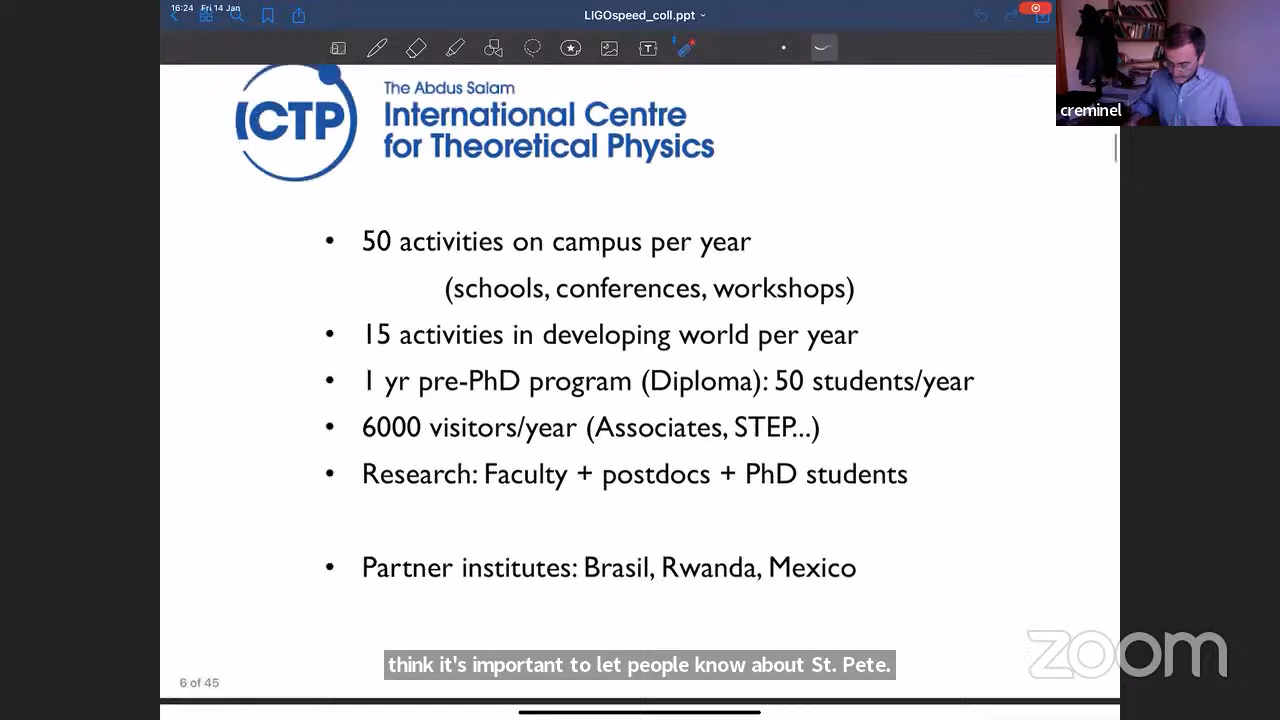 16:24 Fri 14 Jan
LIGOspeed_coll.ppt
creminel
ICTP
The Abdus Salam
International Centre
for Theoretical Physics
• 50 activities on campus per year
(schools, conferences, workshops)
• 15 activities in developing world per year
• 1 yr pre-PhD program (Diploma): 50 students/year
• 6000 visitors/year (Associates, STEP...)
• Research: Faculty + postdocs + PhD students
• Partner institutes: Brasil, Rwanda, Mexico
think it's important to let people know about St. Pete.
zoom
6 of 45